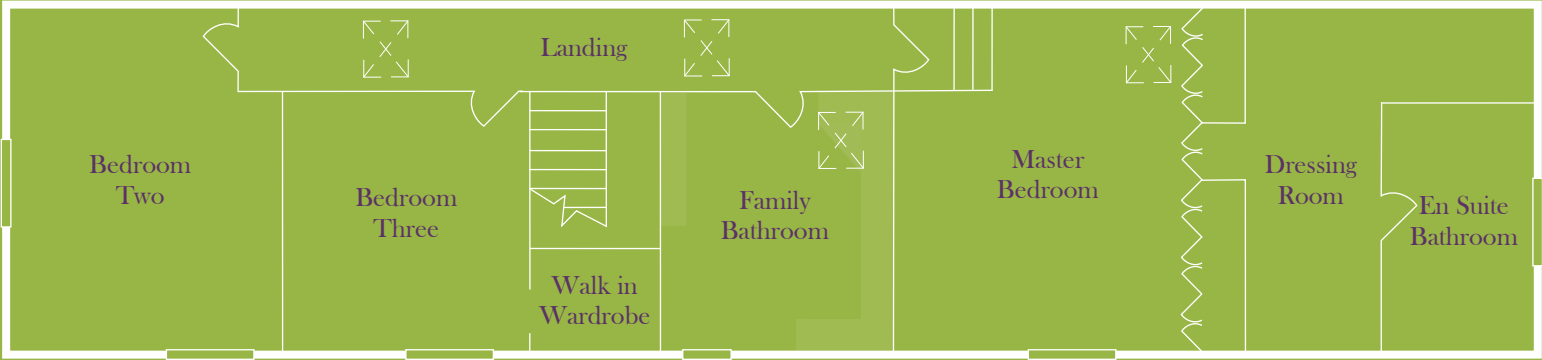 Landing
Bedroom
Two
Bedroom
Three
Walk in
Wardrobe
Family
Bathroom
Master
Bedroom
Dressing
Room
En Suite
Bathroom